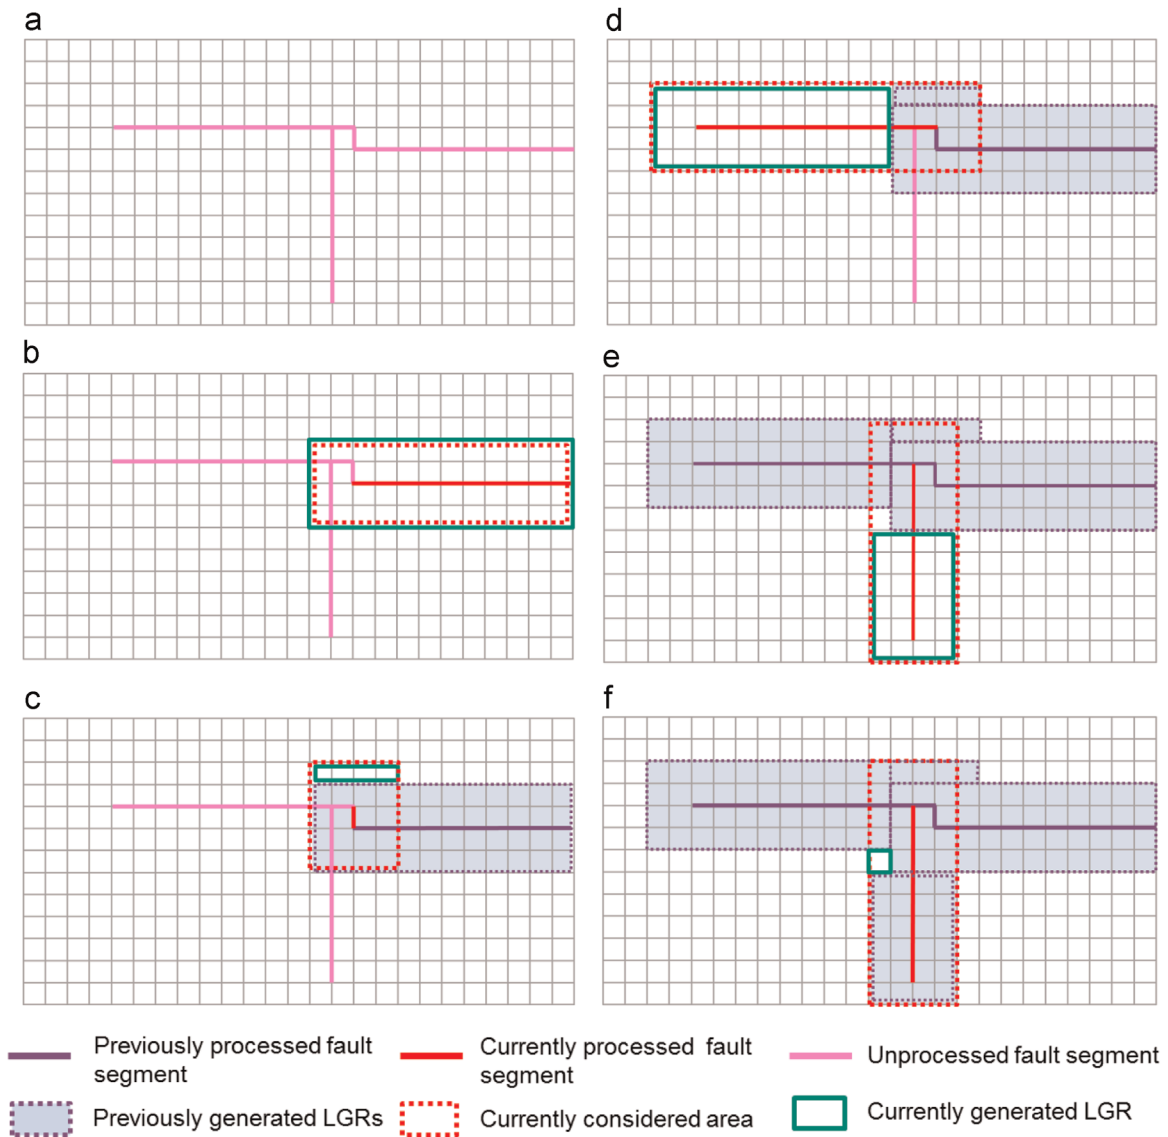 a
d
b
e
c
f
Previously processed fault
segment
Currently processed fault
segment
Unprocessed fault segment
Previously generated LGRs
Currently considered area
Currently generated LGR